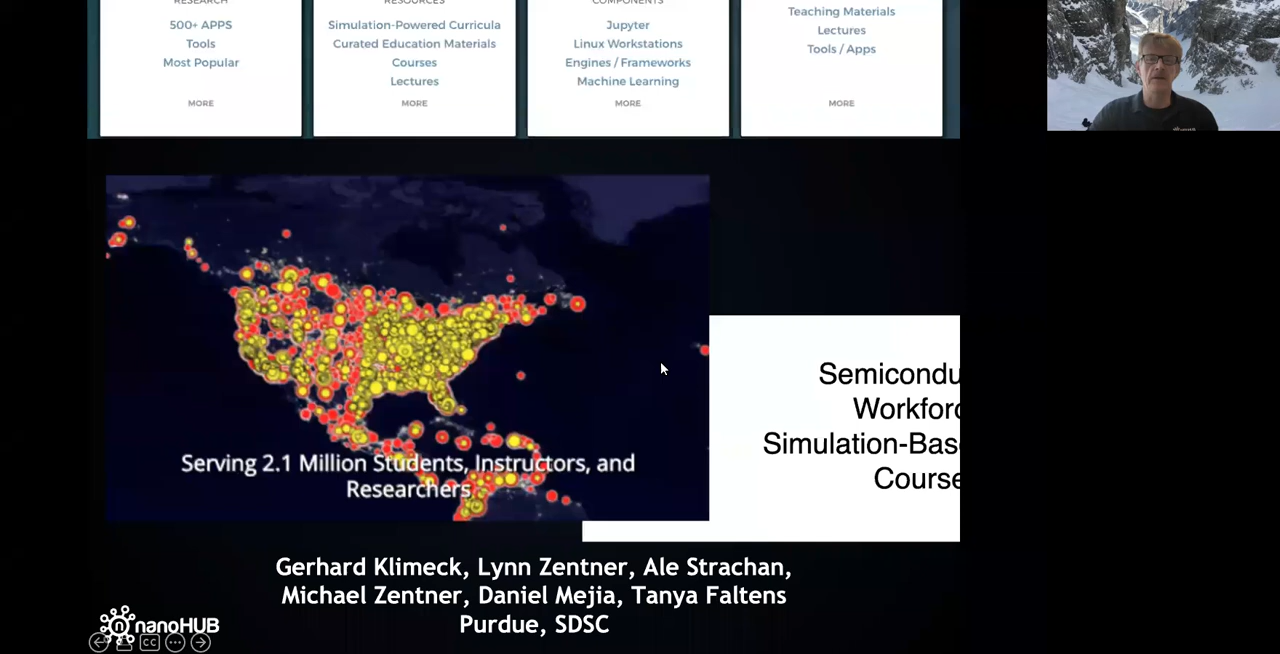 RESEARCH
500+ APPS
Tools
Most Popular
MORE
RESOURCES
Simulation-Powered Curricula
Curated Education Materials
Courses
Lectures
MORE
COMPONENTS
Jupyter
Linux Workstations
Engines / Frameworks
Machine Learning
MORE
Teaching Materials
Lectures
Tools / Apps
MORE
Serving 2.1 Million Students, Instructors, and
Researchers
Semicondu
Workforc
Simulation-Base
Course
Gerhard Klimeck, Lynn Zentner, Ale Strachan,
Michael Zentner, Daniel Mejia, Tanya Faltens
Purdue, SDSC
n nanoHUB
CC